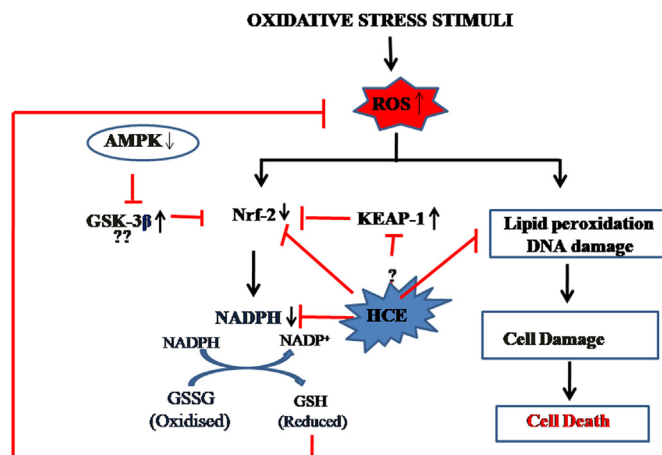 OXIDATIVE STRESS STIMULI
ROS ↑
AMPK ↓
GSK-3β ↑
??
Nrf-2 ↓
KEAP-1 ↑
Lipid peroxidation
DNA damage
?
HCE
NADPH ↓
NADPH
NADP+
Cell Damage
GSSG
(Oxidised)
GSH
(Reduced)
Cell Death